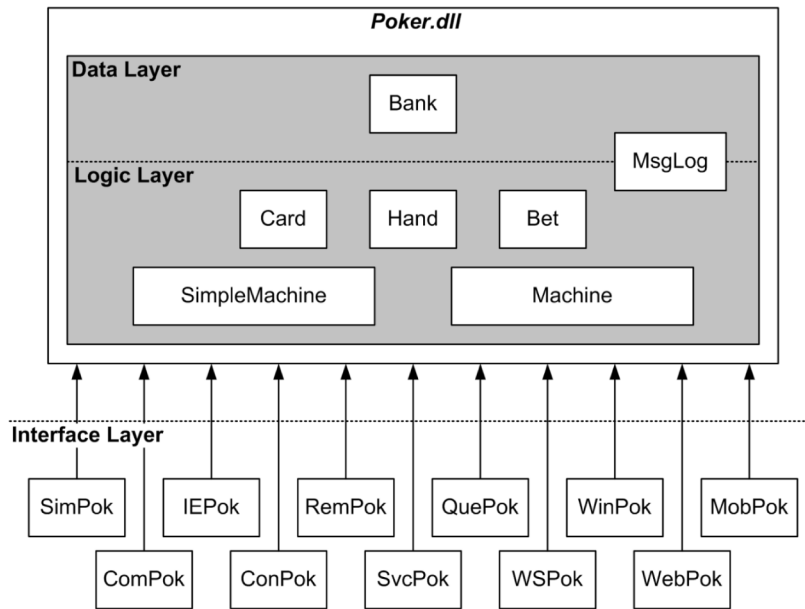 Poker.dll
Data Layer
Bank
MsgLog
Logic Layer
Card
Hand
Bet
SimpleMachine
Machine
Interface Layer
SimPok
IEPok
RemPok
QuePok
WinPok
MobPok
ComPok
ConPok
SvcPok
WSPok
WebPok